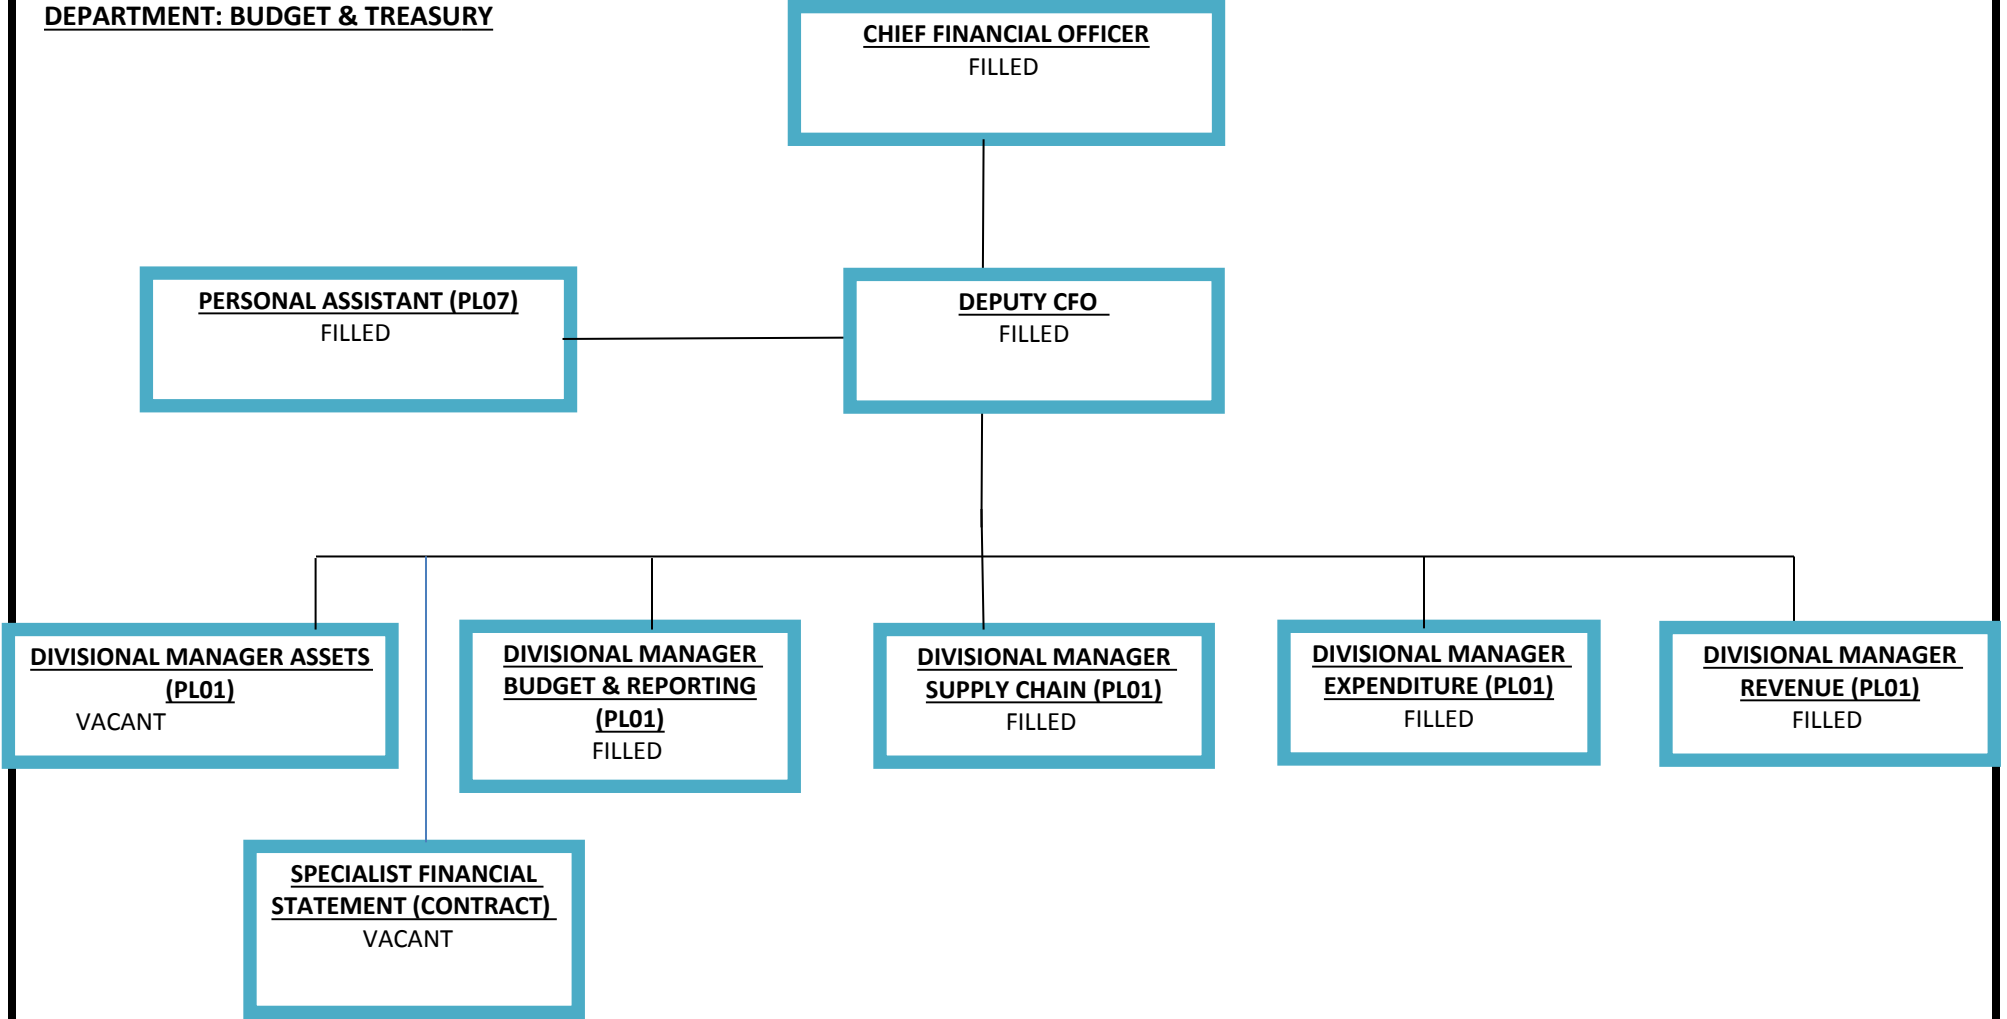 DEPARTMENT: BUDGET & TREASURY
CHIEF FINANCIAL OFFICER
FILLED
PERSONAL ASSISTANT (PL07)
FILLED
DEPUTY CFO
FILLED
DIVISIONAL MANAGER ASSETS
(PL01)
VACANT
DIVISIONAL MANAGER
BUDGET & REPORTING
(PL01)
FILLED
DIVISIONAL MANAGER
SUPPLY CHAIN (PL01)
FILLED
DIVISIONAL MANAGER
EXPENDITURE (PL01)
FILLED
DIVISIONAL MANAGER
REVENUE (PL01)
FILLED
SPECIALIST FINANCIAL
STATEMENT (CONTRACT)
VACANT